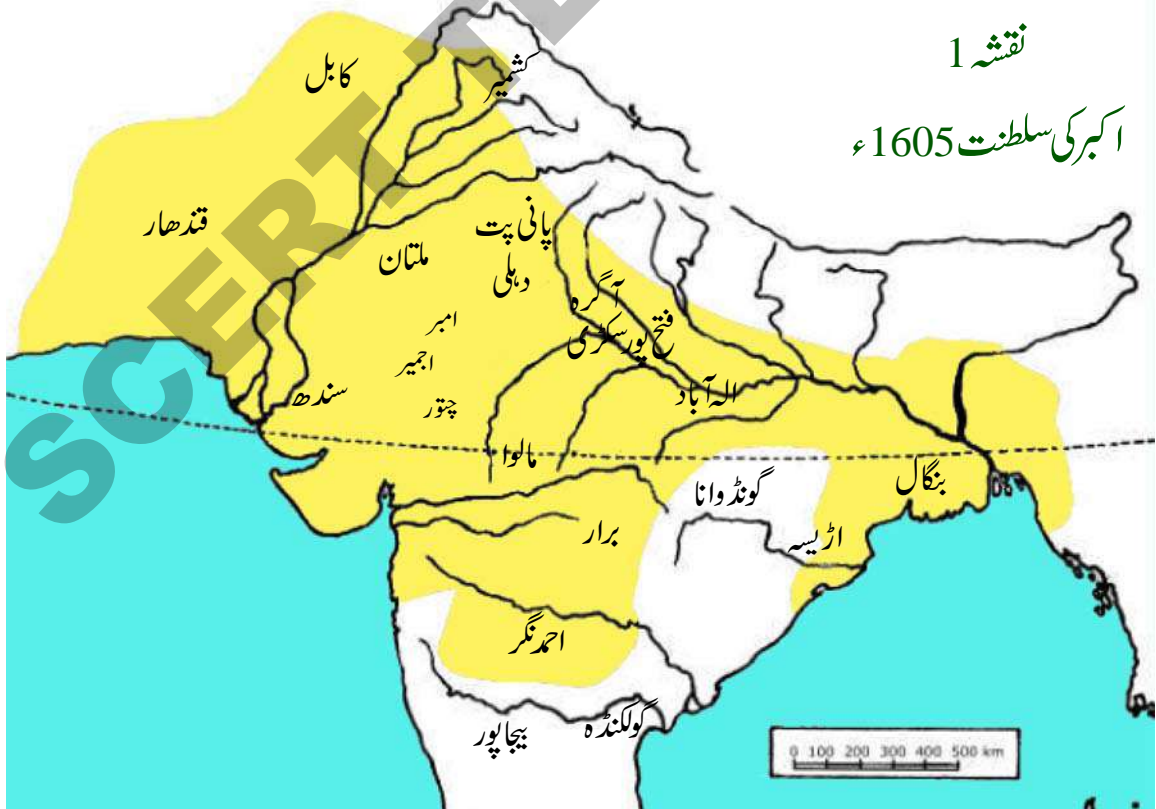 نقشہ 1
اکبر کی سلطنت 1605ء
کابل
کشمیر
قندھار
ملتان
پانی پت
دہلی
آگرہ
فتح پور سکڑی
امبر
اجمیر
چتور
سندھ
الہ آباد
مالوا
گونڈوانا
بنگال
اڑیسہ
برار
احمد نگر
گولکنڈہ
بیجاپور
0 100 200 300 400 500 km
SCERT TE